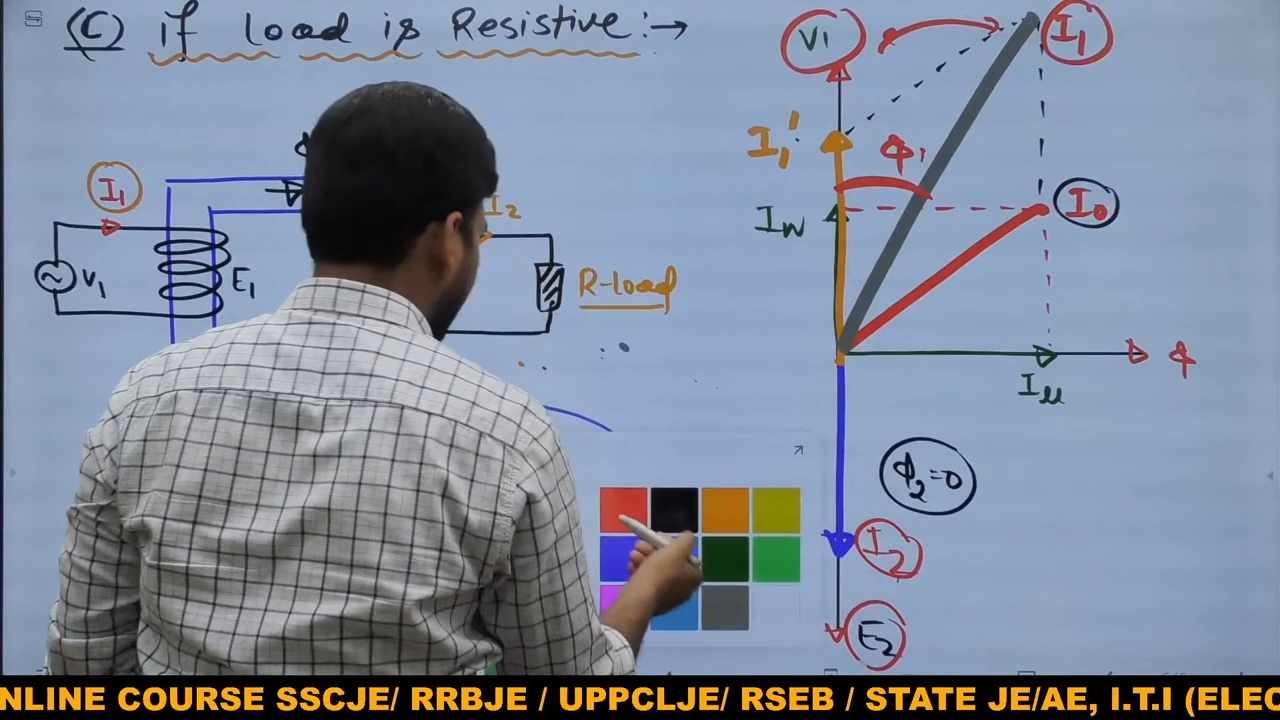 (C) if Load is Resistive:→
V1
I1
I1'
ϕ1
Iw
I0
I1
I2
V1
E1
R-load
Iμ
ϕ
ϕ2=0
I2
E2
NLINE COURSE SSCJE/ RRBJE / UPPCLJE/ RSEB / STATE JE/AE, I.T.I (ELEC